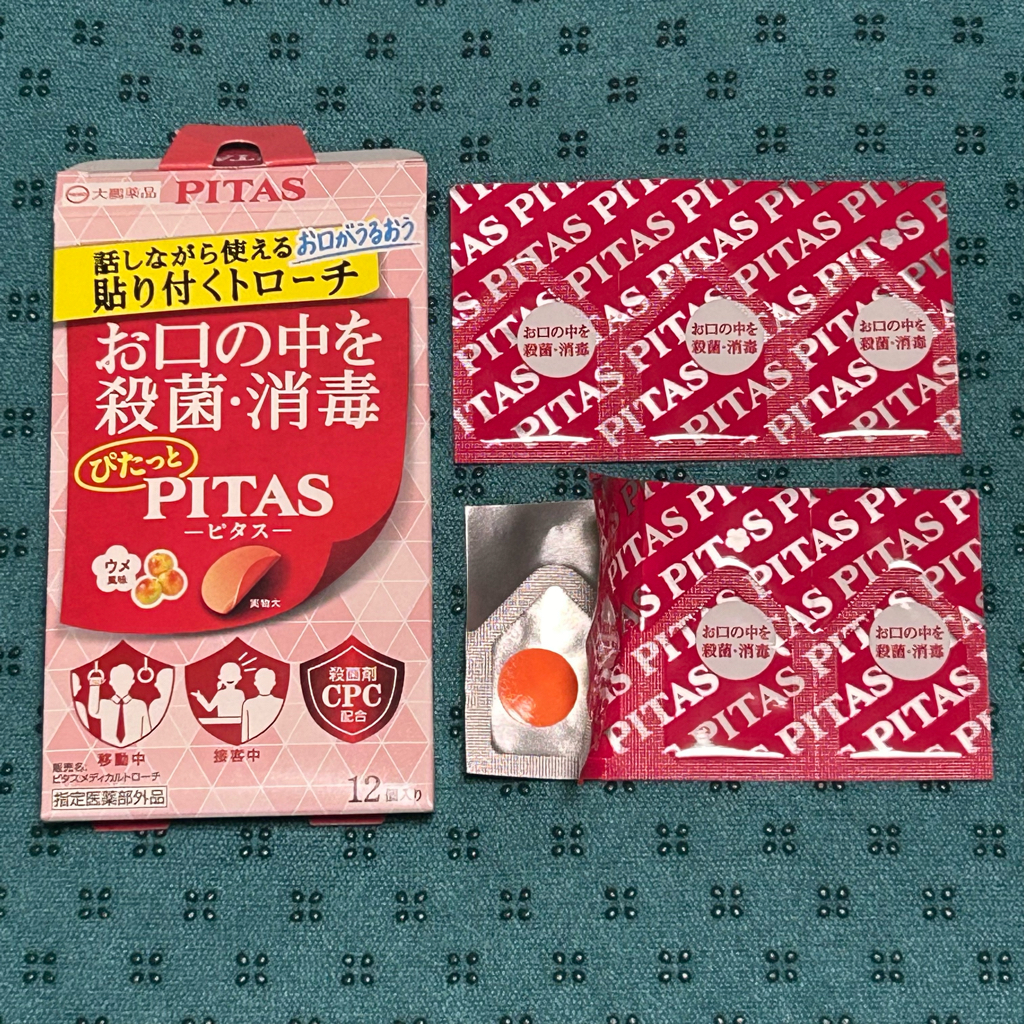 大鵬薬品 PITAS
話しながら使える お口がうるおう
貼り付くトローチ
お口の中を
殺菌・消毒
ぴたっと
PITAS
ーピタスー
ウメ
風味
実物大
殺菌剤
CPC
配合
移動中
接客中
販売名:
ピタスメディカルトローチ
指定医薬部外品
12個入り
PITAS
お口の中を
殺菌・消毒
お口の中を
殺菌・消毒
お口の中を
殺菌・消毒
PITAS
お口の中を
殺菌・消毒
お口の中を
殺菌・消毒